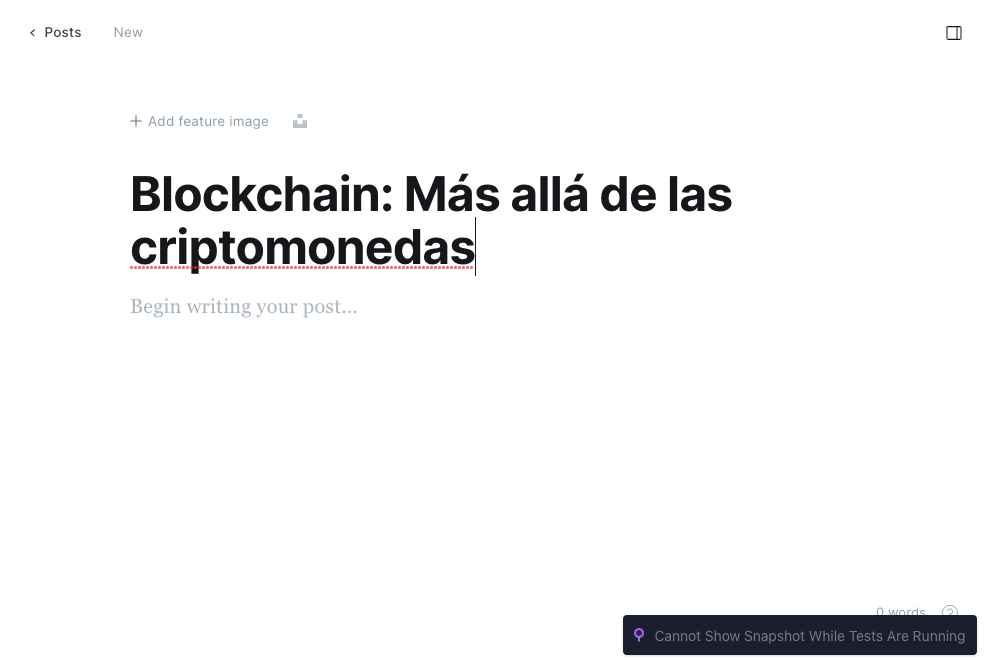 Posts
New
Add feature image
Blockchain: Más allá de las
criptomonedas
Begin writing your post...
0 words
Cannot Show Snapshot While Tests Are Running